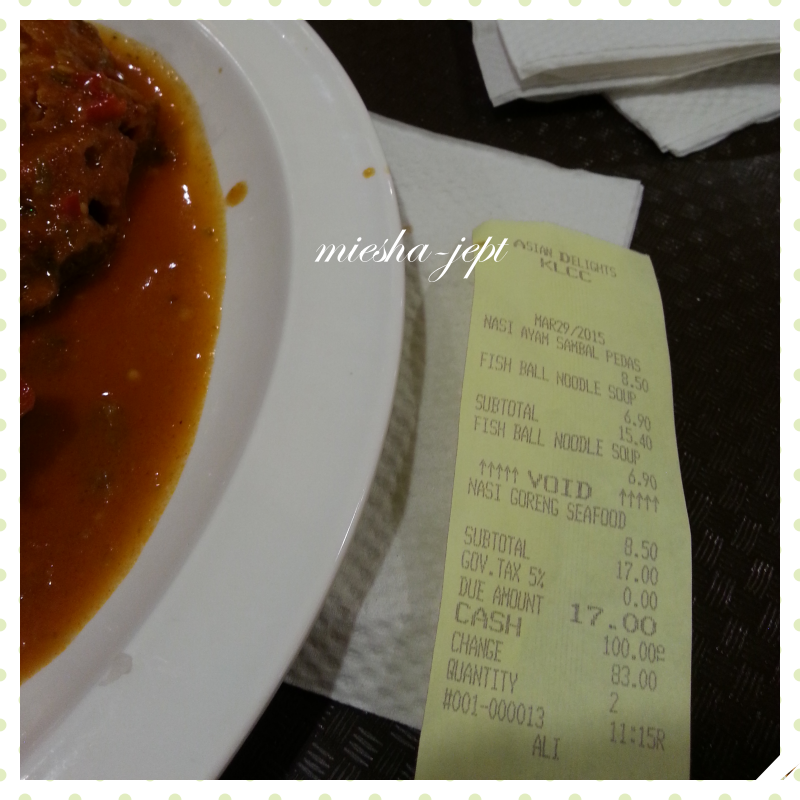 miesha-jept
ASIAN DELIGHTS
KLCC
MAR29/2015
NASI AYAM SAMBAL PEDAS
8.50
FISH BALL NOODLE SOUP
6.90
SUBTOTAL 15.40
FISH BALL NOODLE SOUP
6.90
↑↑↑↑↑ VOID ↑↑↑↑↑
NASI GORENG SEAFOOD
8.50
SUBTOTAL 17.00
GOV.TAX 5% 0.00
DUE AMOUNT 17.00
CASH 100.00
CHANGE 83.00
QUANTITY 2
#001-000013 11:15R
ALI